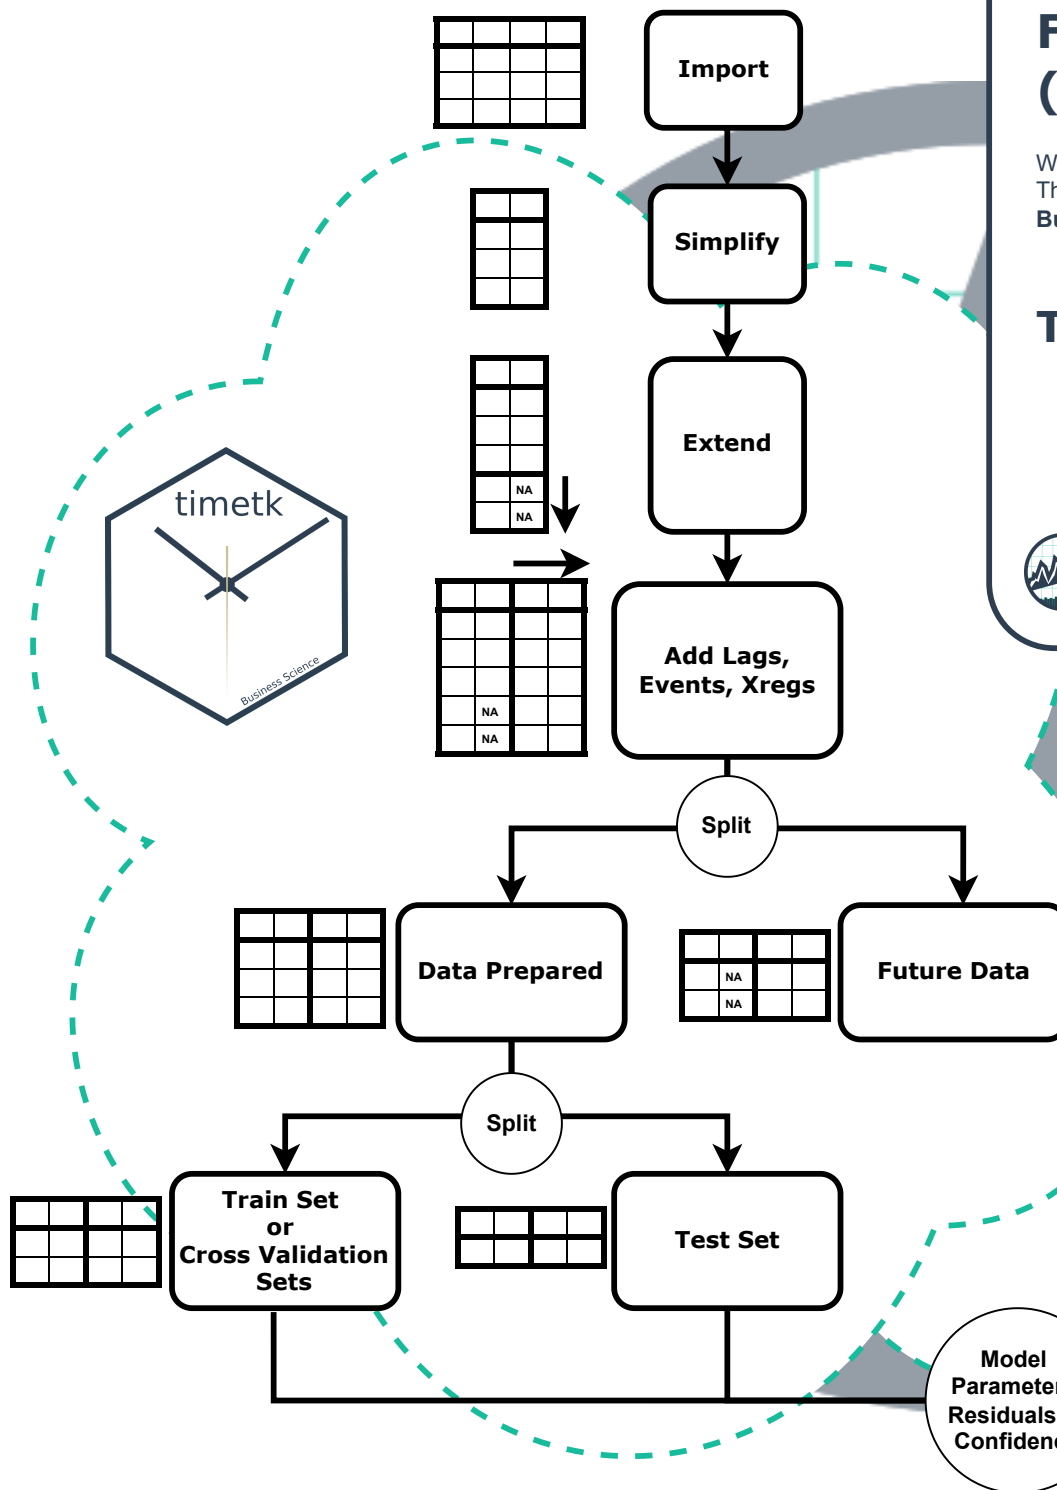 Import
Simplify
Extend
NA
NA
timetk
Business Science
Add Lags,
Events, Xregs
NA
NA
Split
Data Prepared
NA
NA
Future Data
Split
Train Set
or
Cross Validation
Sets
Test Set
Model
Residuals